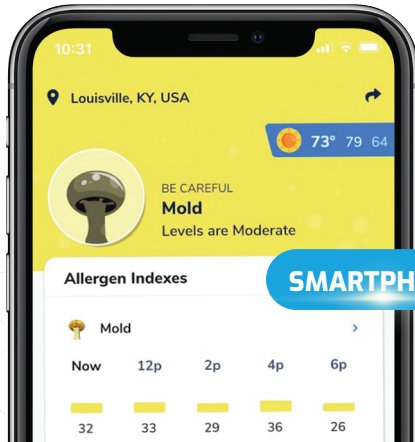 10:31
Louisville, KY, USA
73° 79 64
BE CAREFUL
Mold
Levels are Moderate
Allergen Indexes
SMARTPH
Mold
Now 12p 2p 4p 6p
32 33 29 36 26